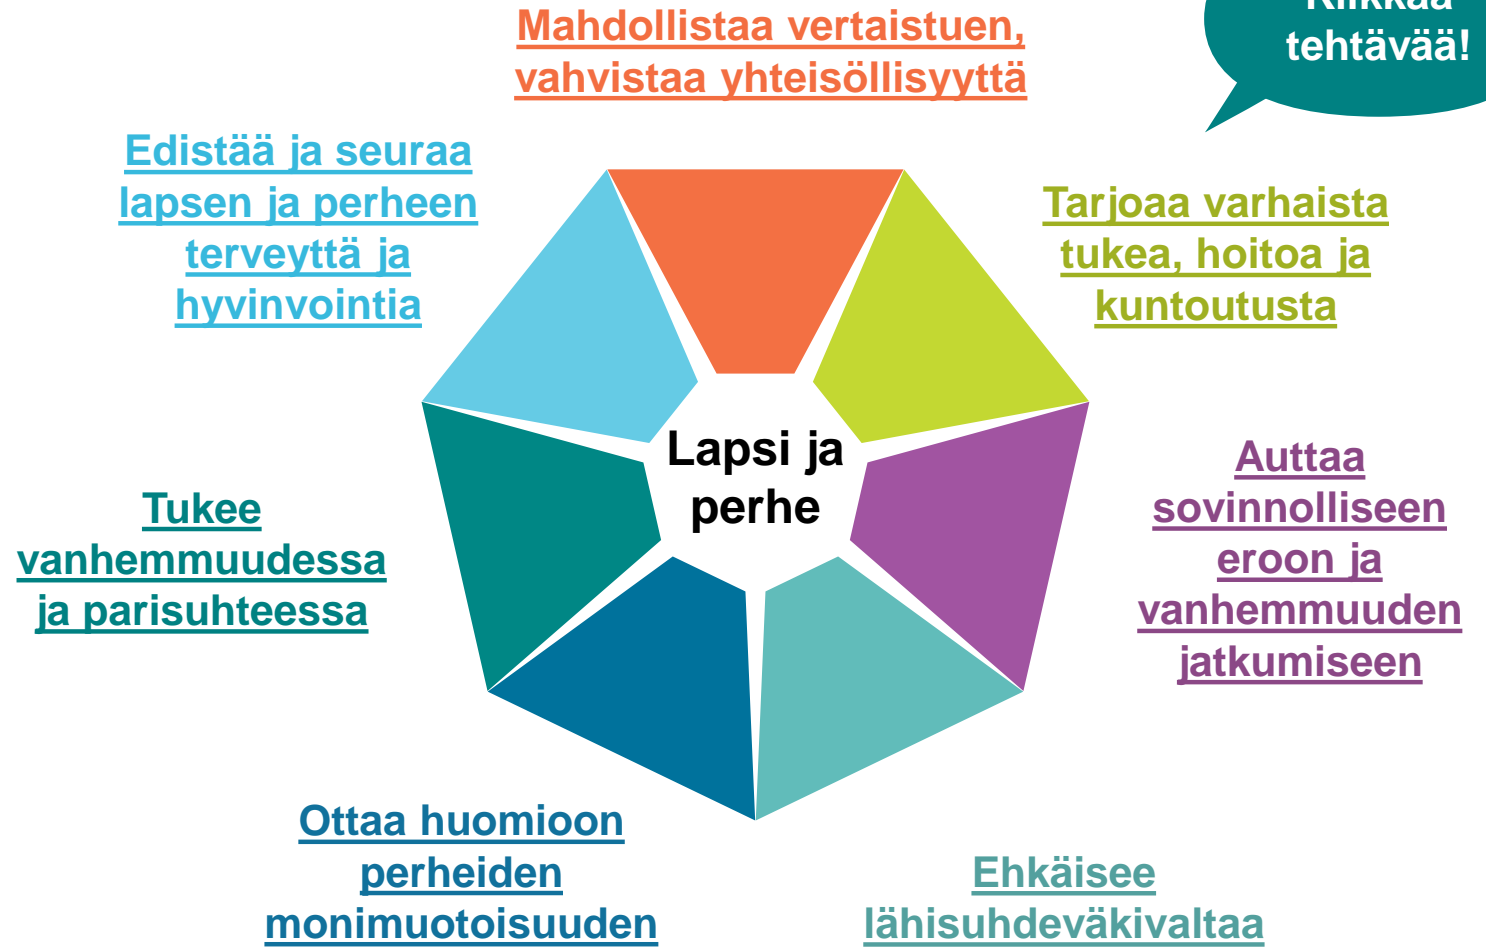 Mahdollistaa vertaistuen,
vahvistaa yhteisöllisyyttä
tehtävää!
Edistää ja seuraa
lapsen ja perheen
terveyttä ja
hyvinvointia
Tarjoaa varhaista
tukea, hoitoa ja
kuntoutusta
Lapsi ja
perhe
Auttaa
sovinnolliseen
eroon ja
vanhemmuuden
jatkumiseen
Tukee
vanhemmuudessa
ja parisuhteessa
Ottaa huomioon
perheiden
monimuotoisuuden
Ehkäisee
lähisuhdeväkivaltaa